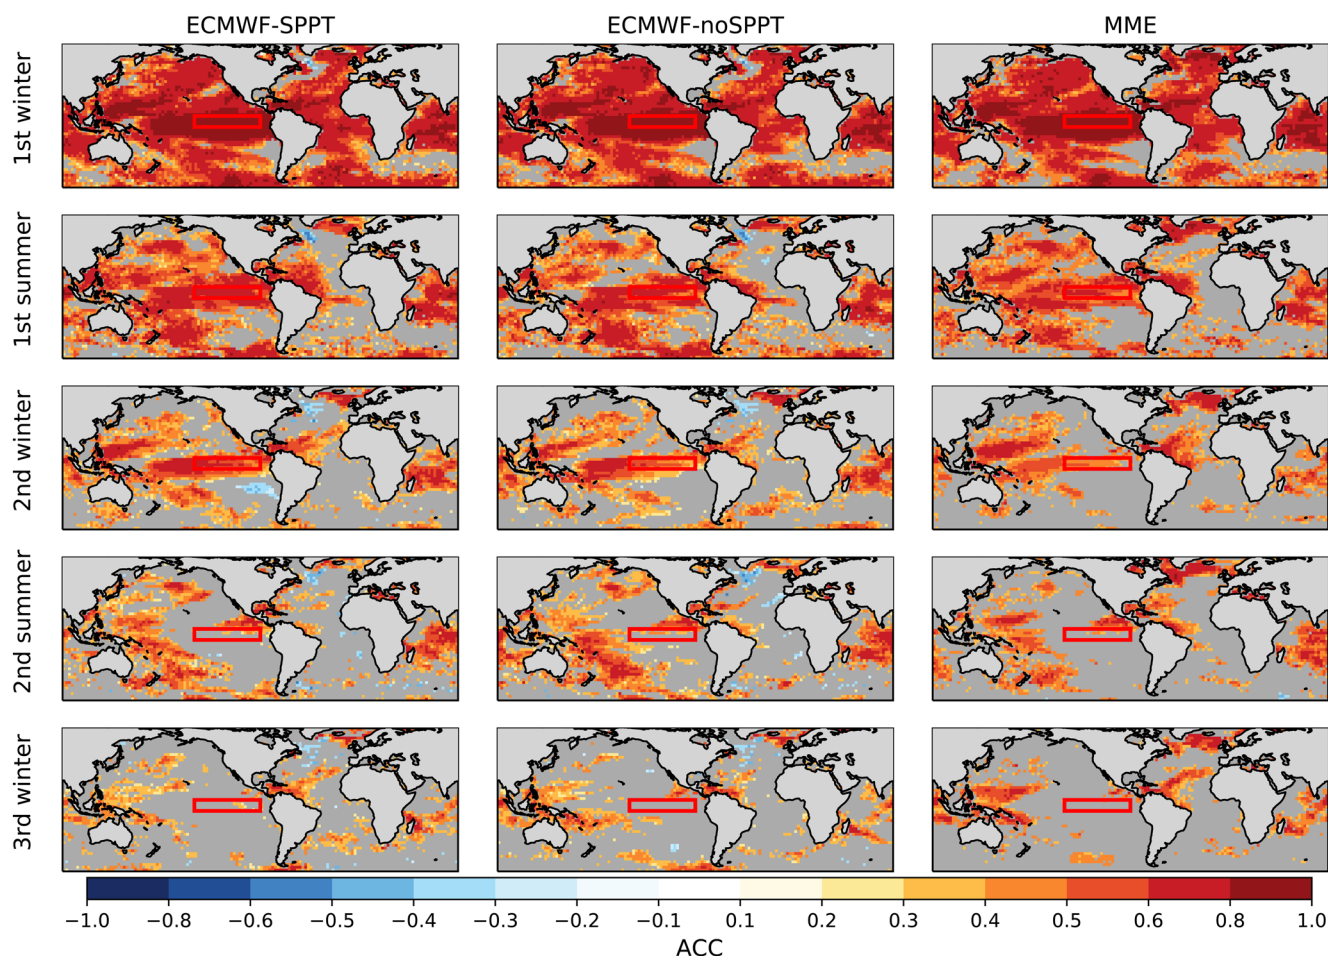 ECMWF-SPPT ECMWF-noSPPT MME
1st winter
1st summer
2nd winter
2nd summer
3rd winter
−1.0 −0.8 −0.6 −0.5 −0.4 −0.3 −0.1 0.1 0.2 0.3 0.4 0.5 0.6 0.8 1.0
ACC